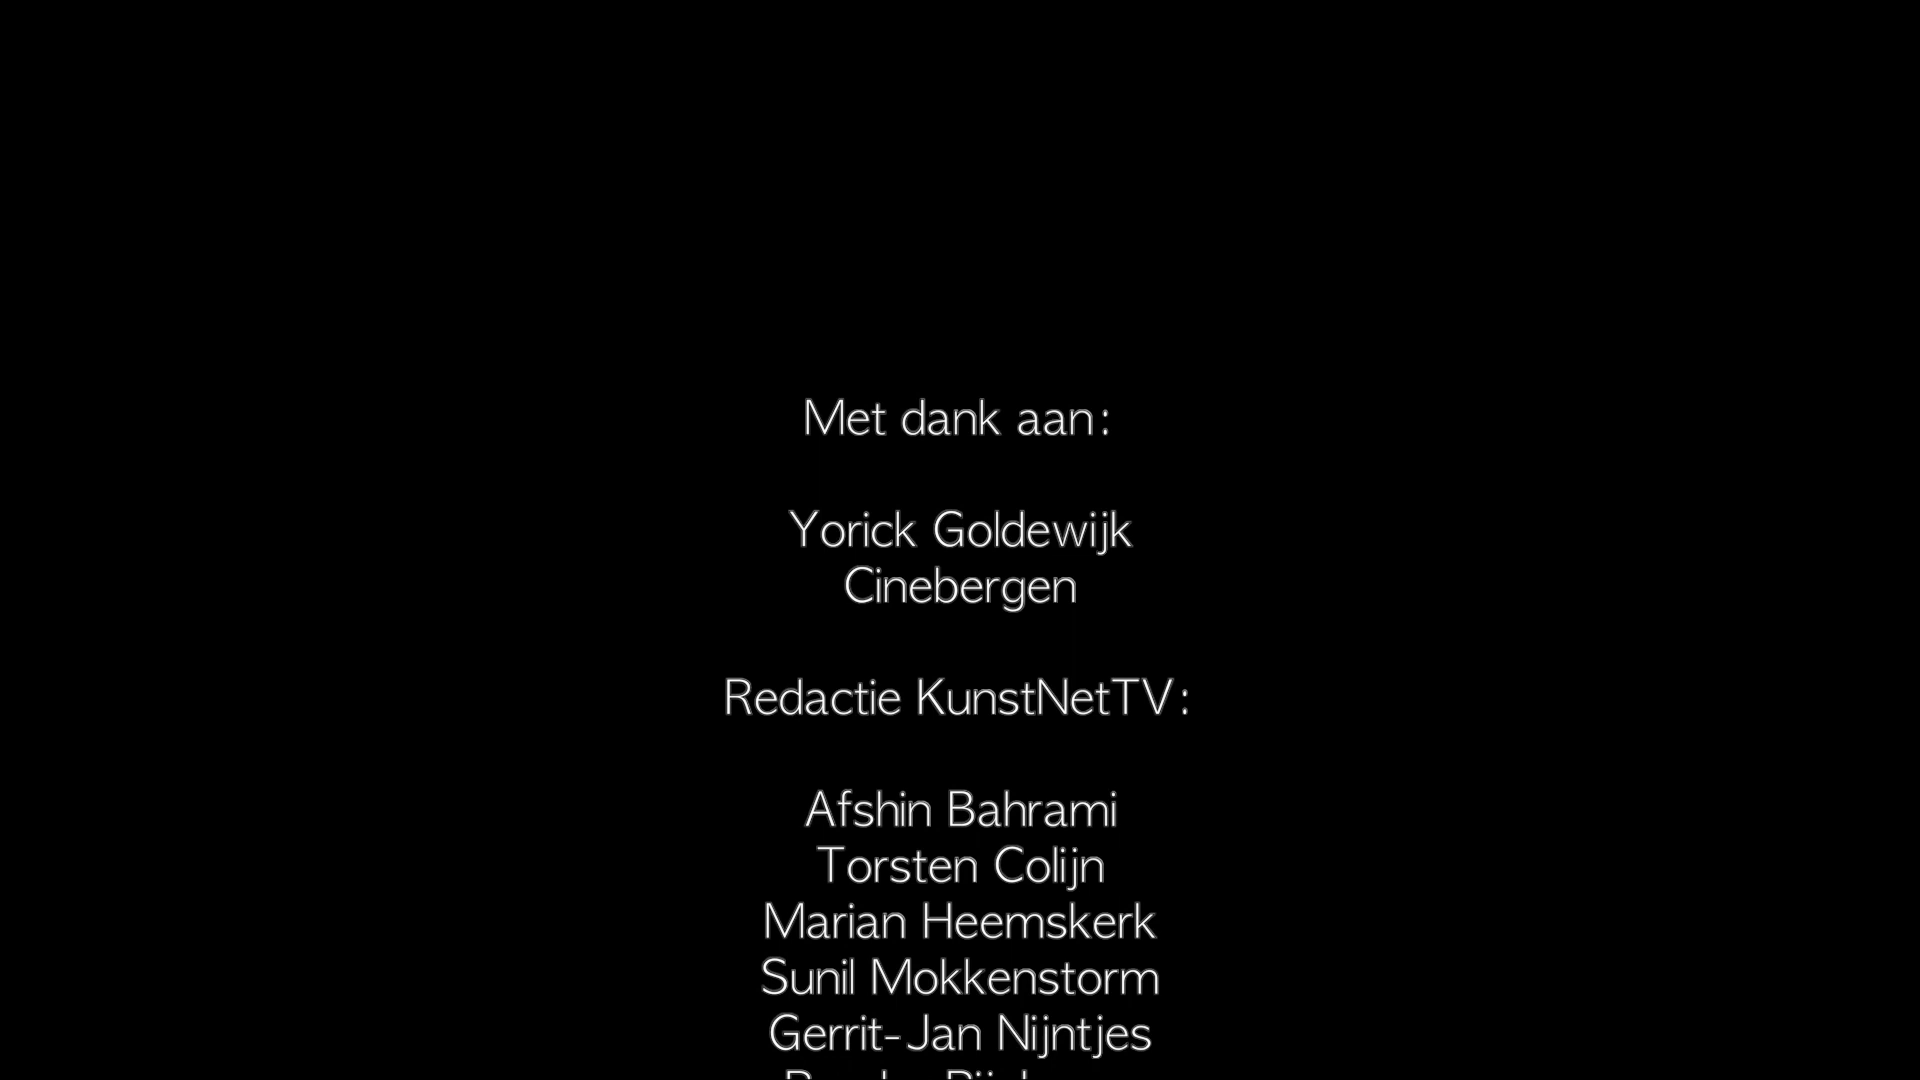 Met dank aan:
Yorick Goldewijk
Cinebergen
Redactie KunstNetTV:
Afshin Bahrami
Torsten Colijn
Marian Heemskerk
Sunil Mokkenstorm
Gerrit-Jan Nijntjes